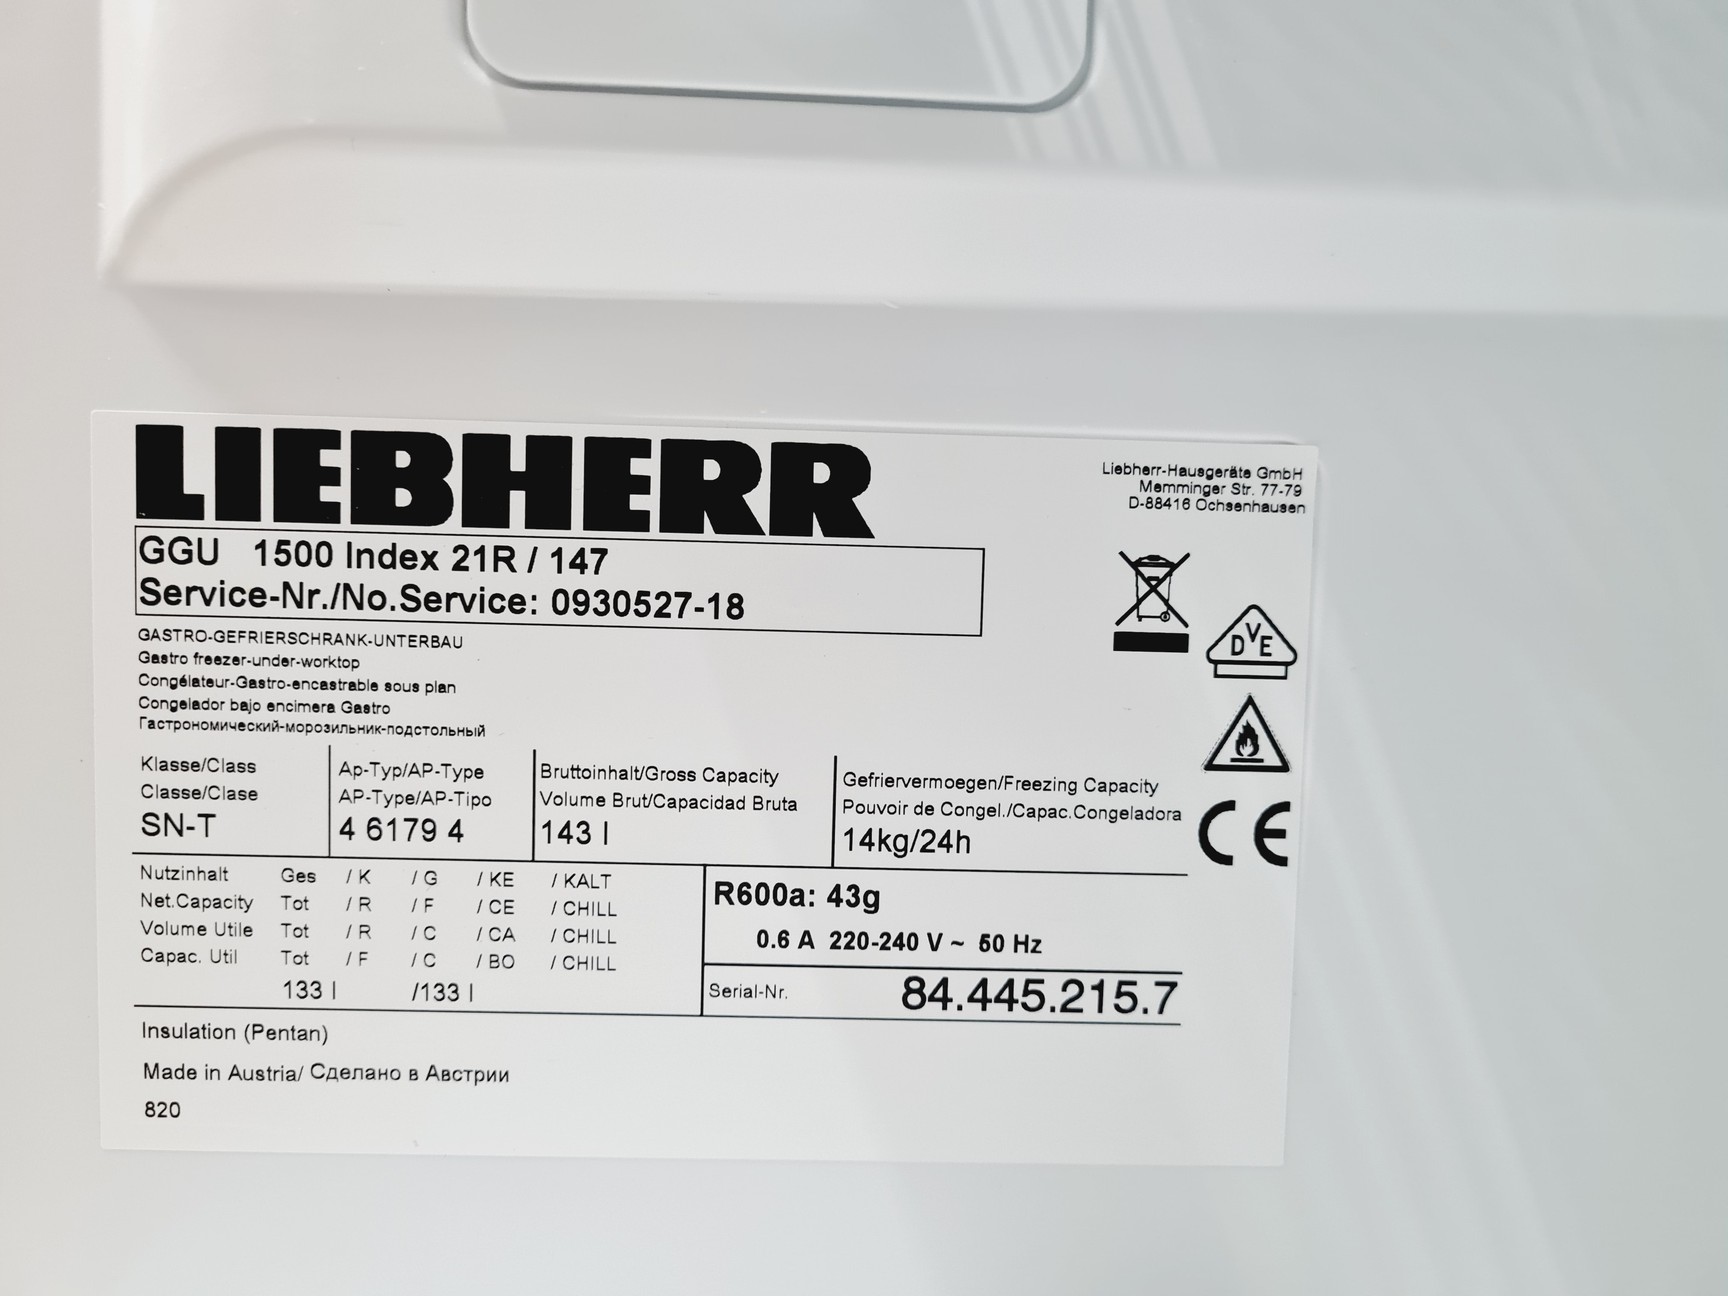 LIEBHERR
Liebherr-Hausgeräte GmbH
Memminger Str. 77-79
D-88416 Ochsenhausen
GGU 1500 Index 21R / 147
Service-Nr./No.Service: 0930527-18
GASTRO-GEFRIERSCHRANK-UNTERBAU
Gastro freezer-under-worktop
Congélateur-Gastro-encastrable sous plan
Congelador bajo encimera Gastro
Гастрономический-морозильник-подстольный
DVE
CE
Klasse/Class
Classe/Clase
SN-T
Ap-Typ/AP-Type
AP-Type/AP-Tipo
4 6179 4
Bruttoinhalt/Gross Capacity
Volume Brut/Capacidad Bruta
143 l
Gefriervermoegen/Freezing Capacity
Pouvoir de Congel./Capac.Congeladora
14kg/24h
Nutzinhalt Ges / K / G / KE / KALT
Net.Capacity Tot / R / F / CE / CHILL
Volume Utile Tot / R / C / CA / CHILL
Capac. Util Tot / F / C / BO / CHILL
133 l /133 l
R600a: 43g
0.6 A 220-240 V ~ 50 Hz
Serial-Nr. 84.445.215.7
Insulation (Pentan)
Made in Austria/ Сделано в Австрии
820